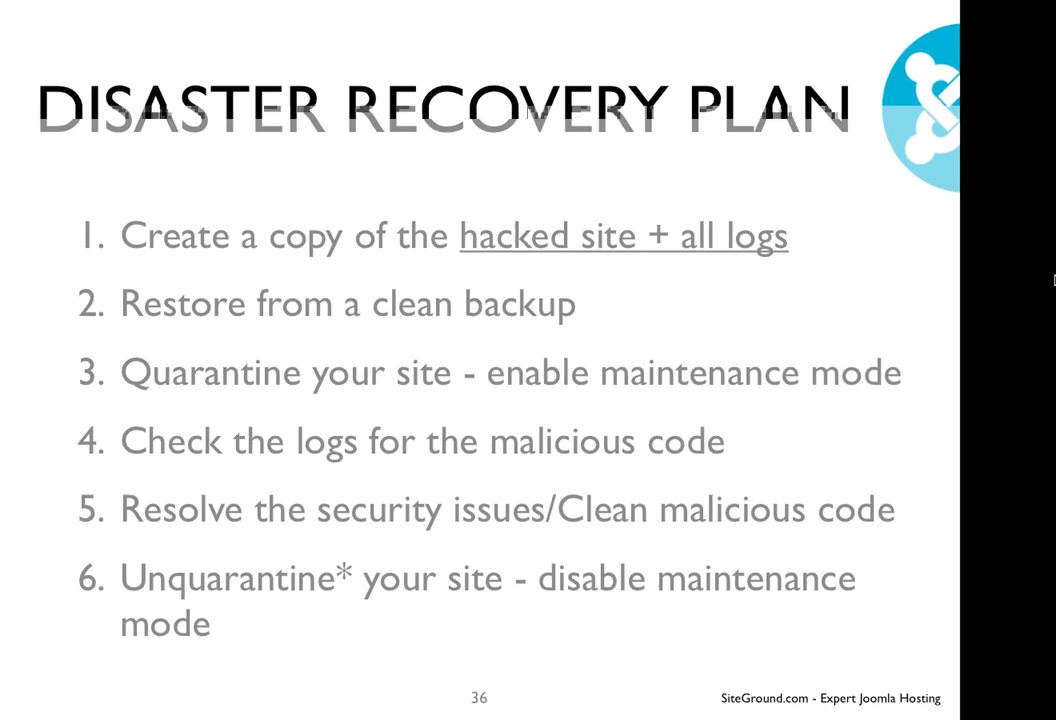 DISASTER RECOVERY PLAN
1. Create a copy of the hacked site + all logs
2. Restore from a clean backup
3. Quarantine your site - enable maintenance mode
4. Check the logs for the malicious code
5. Resolve the security issues/Clean malicious code
6. Unquarantine* your site - disable maintenance
mode
36
SiteGround.com - Expert Joomla Hosting